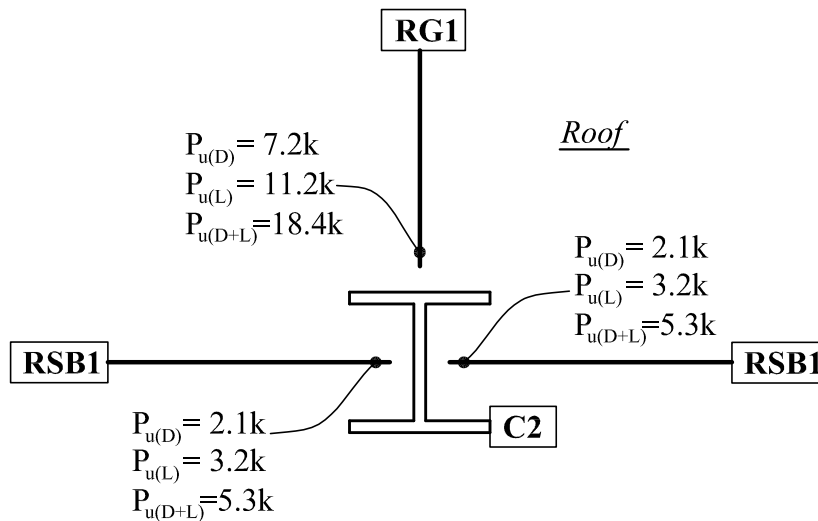 RG1
Roof
P_u(D) = 7.2k
P_u(L) = 11.2k
P_u(D+L)=18.4k
P_u(D) = 2.1k
P_u(L) = 3.2k
P_u(D+L)=5.3k
RSB1
RSB1
C2
P_u(D) = 2.1k
P_u(L) = 3.2k
P_u(D+L)=5.3k